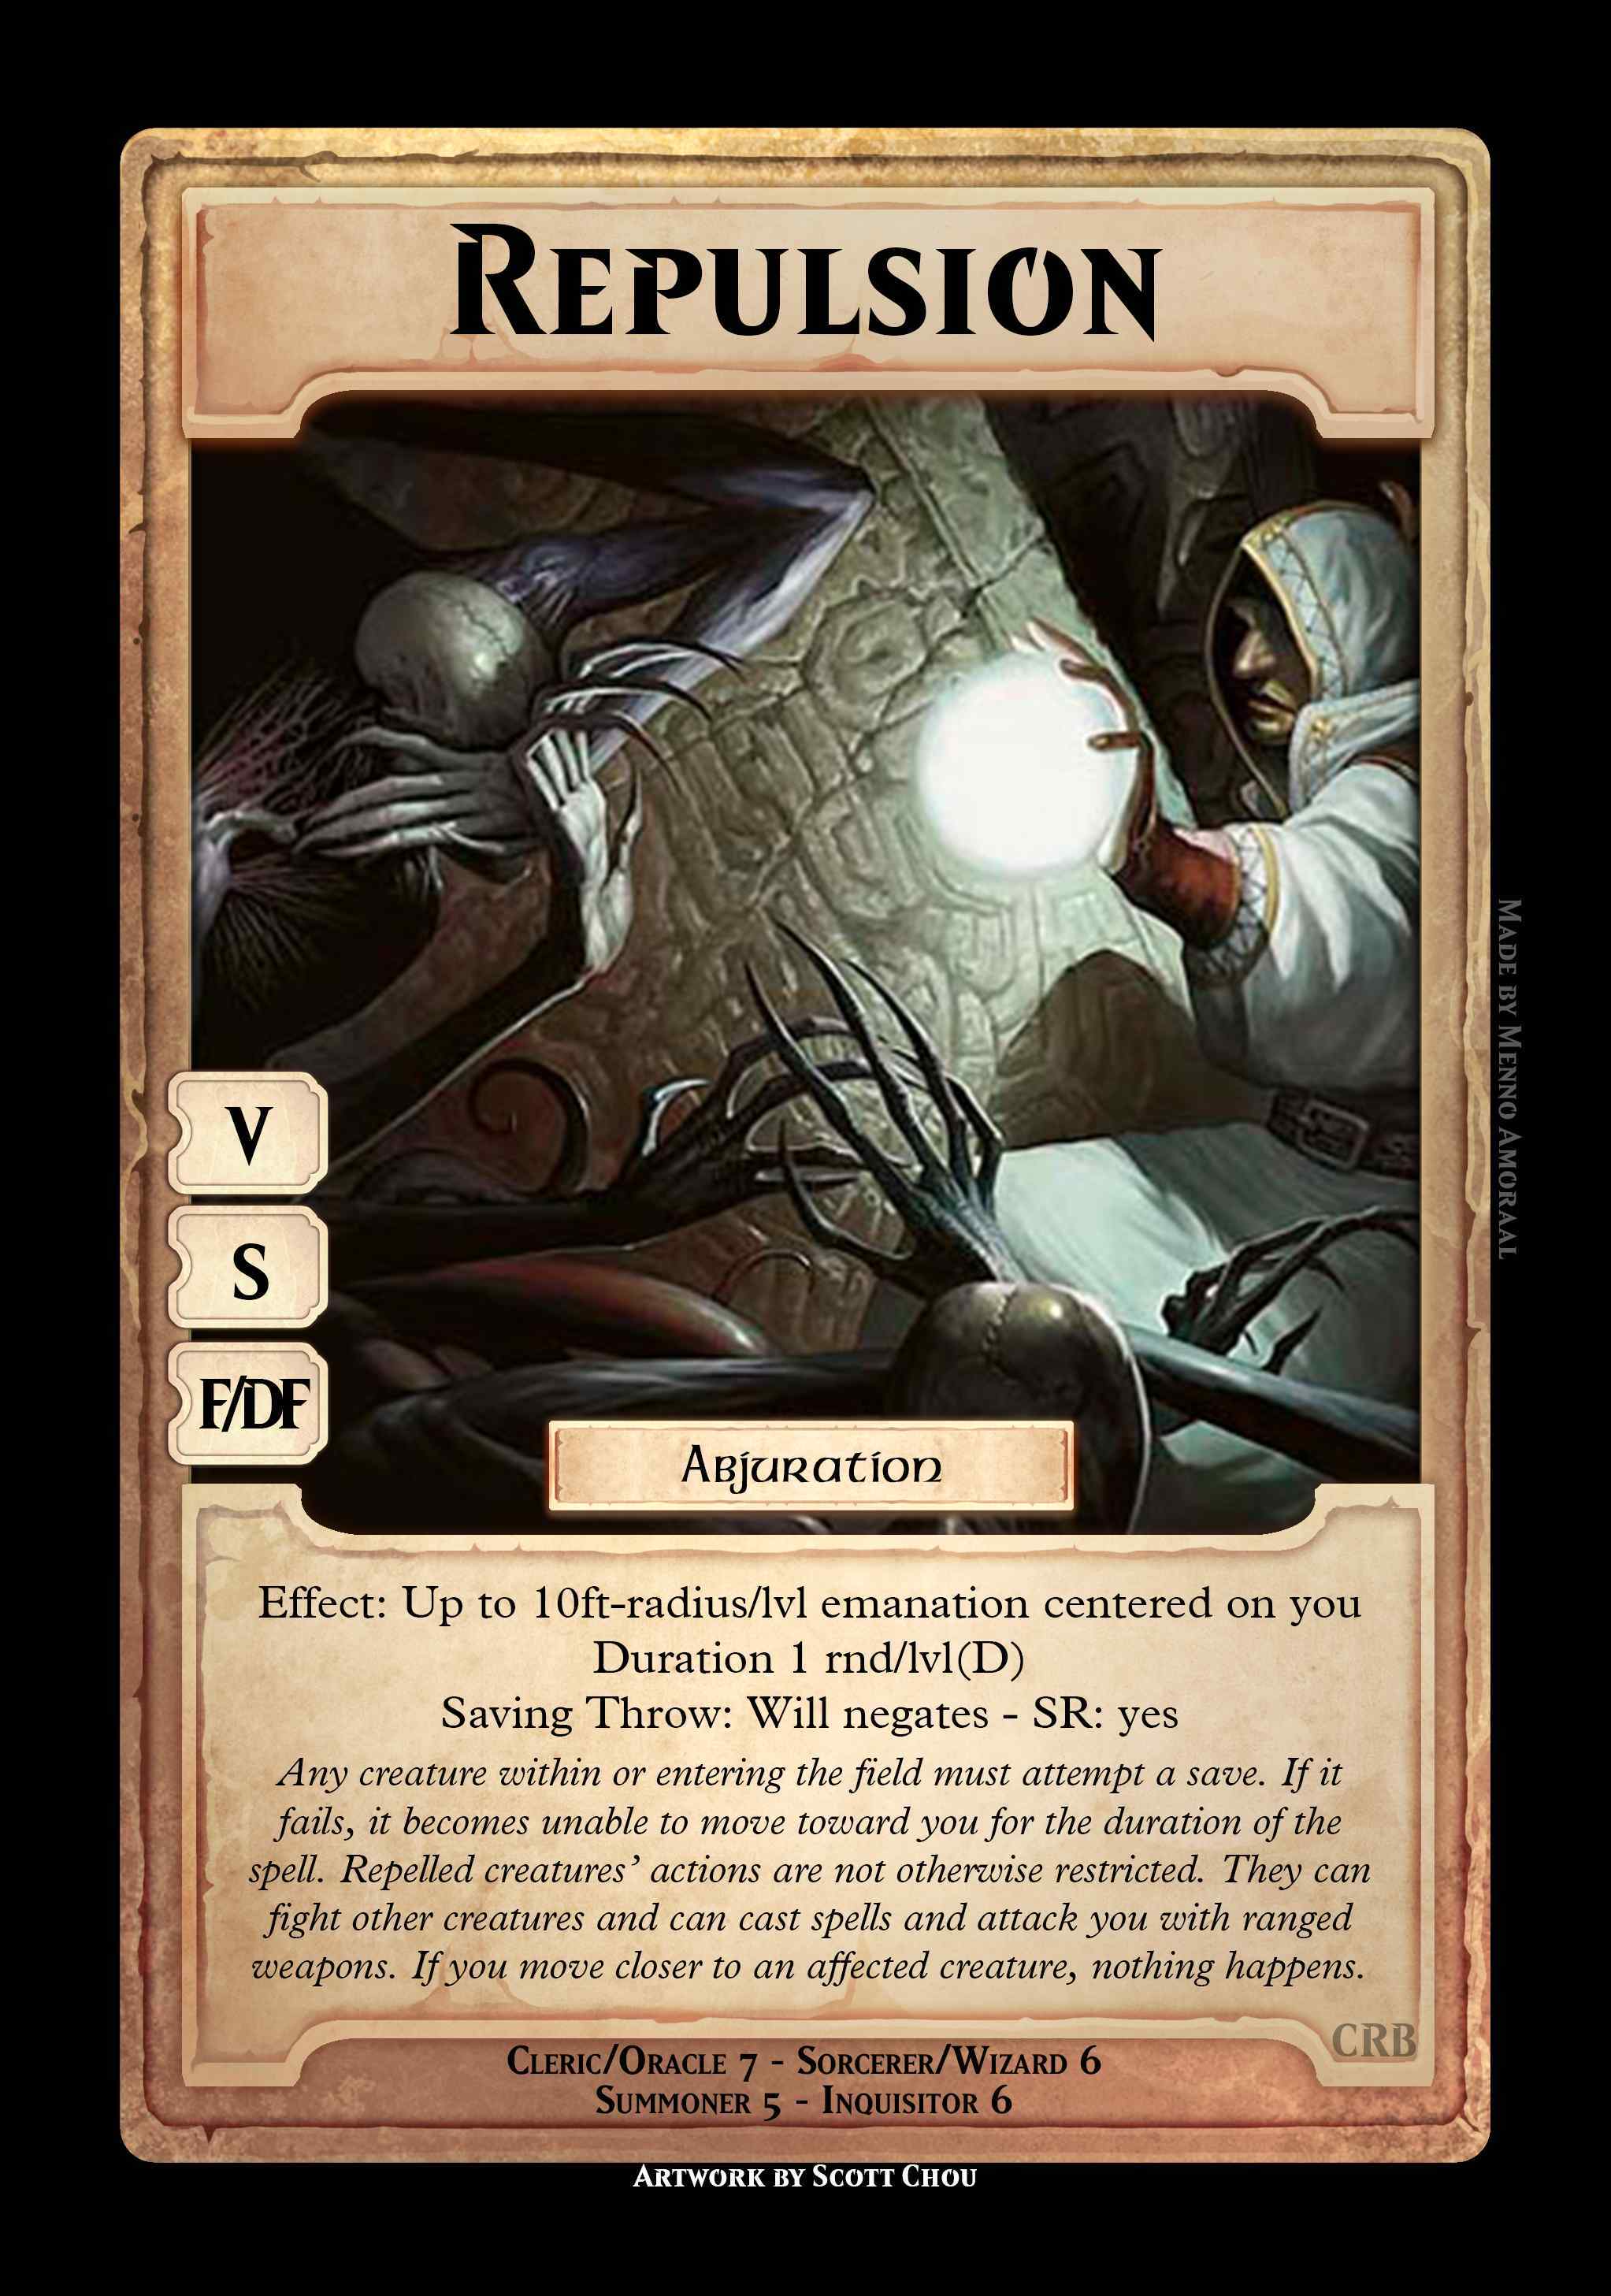 Repulsion
Made by Menno Amoraal
V
S
F/DF
Abjuration
Effect: Up to 10ft-radius/lvl emanation centered on you
Duration 1 rnd/lvl(D)
Saving Throw: Will negates - SR: yes
Any creature within or entering the field must attempt a save. If it
fails, it becomes unable to move toward you for the duration of the
spell. Repelled creatures’ actions are not otherwise restricted. They can
fight other creatures and can cast spells and attack you with ranged
weapons. If you move closer to an affected creature, nothing happens.
CRB
Cleric/Oracle 7 - Sorcerer/Wizard 6
Summoner 5 - Inquisitor 6
Artwork by Scott Chou